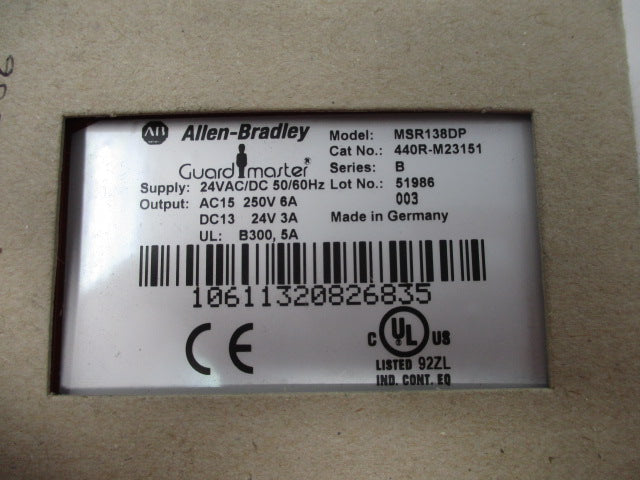 AB Allen-Bradley
Guardmaster®
Supply: 24VAC/DC 50/60Hz
Output: AC15 250V 6A
DC13 24V 3A
UL: B300, 5A
Model: MSR138DP
Cat No.: 440R-M23151
Series: B
Lot No.: 51986
003
Made in Germany
10611320826835
CE
C UL US
LISTED 92ZL
IND. CONT. EQ